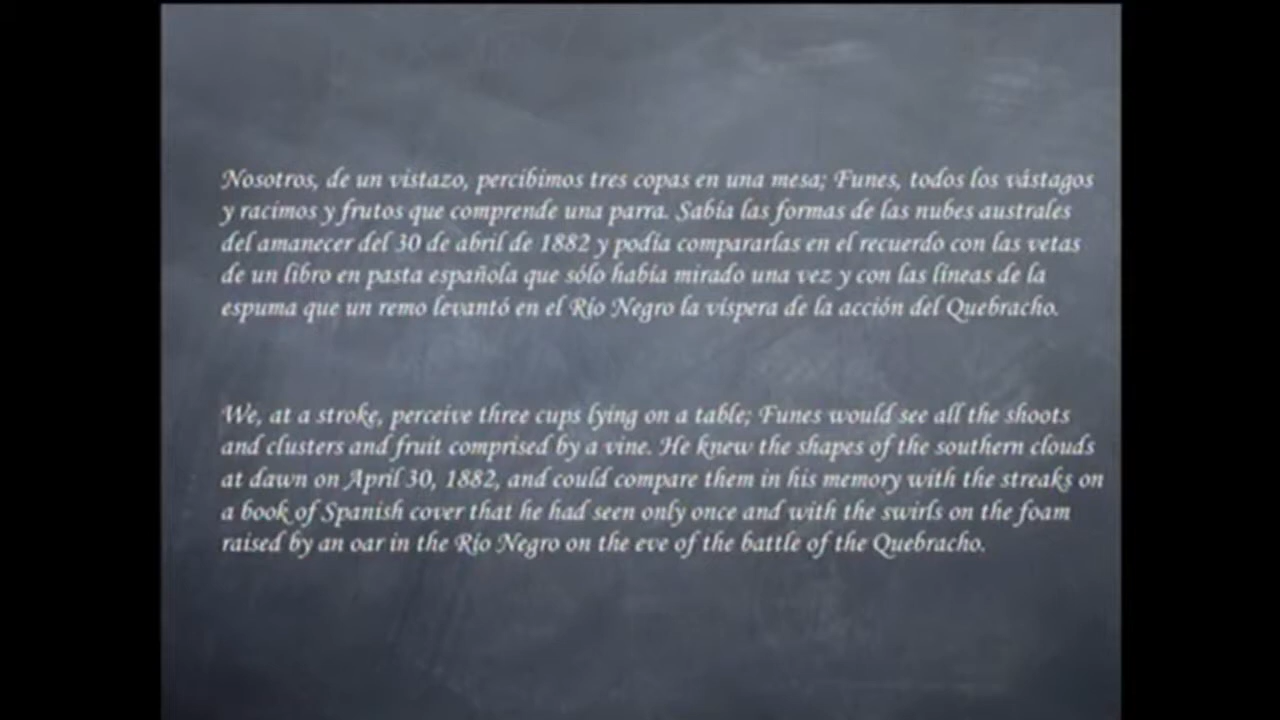 Nosotros, de un vistazo, percibimos tres copas en una mesa; Funes, todos los vástagos
y racimos y frutos que comprende una parra. Sabía las formas de las nubes australes
del amanecer del 30 de abril de 1882 y podía compararlas en el recuerdo con las vetas
de un libro en pasta española que sólo había mirado una vez y con las líneas de la
espuma que un remo levantó en el Río Negro la víspera de la acción del Quebracho.
We, at a stroke, perceive three cups lying on a table; Funes would see all the shoots
and clusters and fruit comprised by a vine. He knew the shapes of the southern clouds
at dawn on April 30, 1882, and could compare them in his memory with the streaks on
a book of Spanish cover that he had seen only once and with the swirls on the foam
raised by an oar in the Río Negro on the eve of the battle of the Quebracho.